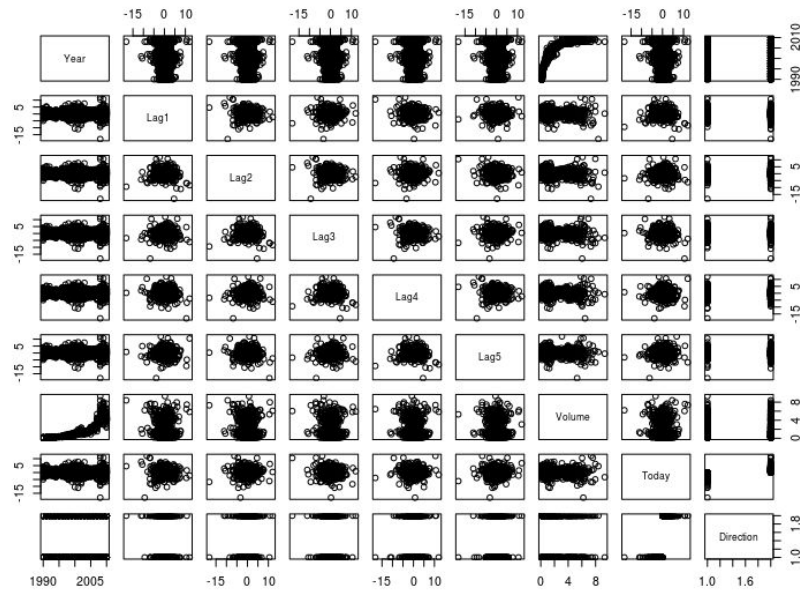 -15 0 10 -15 0 10 -15 0 10 -15 0 10
Year
1990 2010
-15 5
Lag1
Lag2
-15 5
-15 5
Lag3
Lag4
-15 5
-15 5
Lag5
Volume
0 4 8
-15 5
Today
Direction
1.0 1.8
1990 2005 -15 0 10 -15 0 10 0 4 8 1.0 1.6